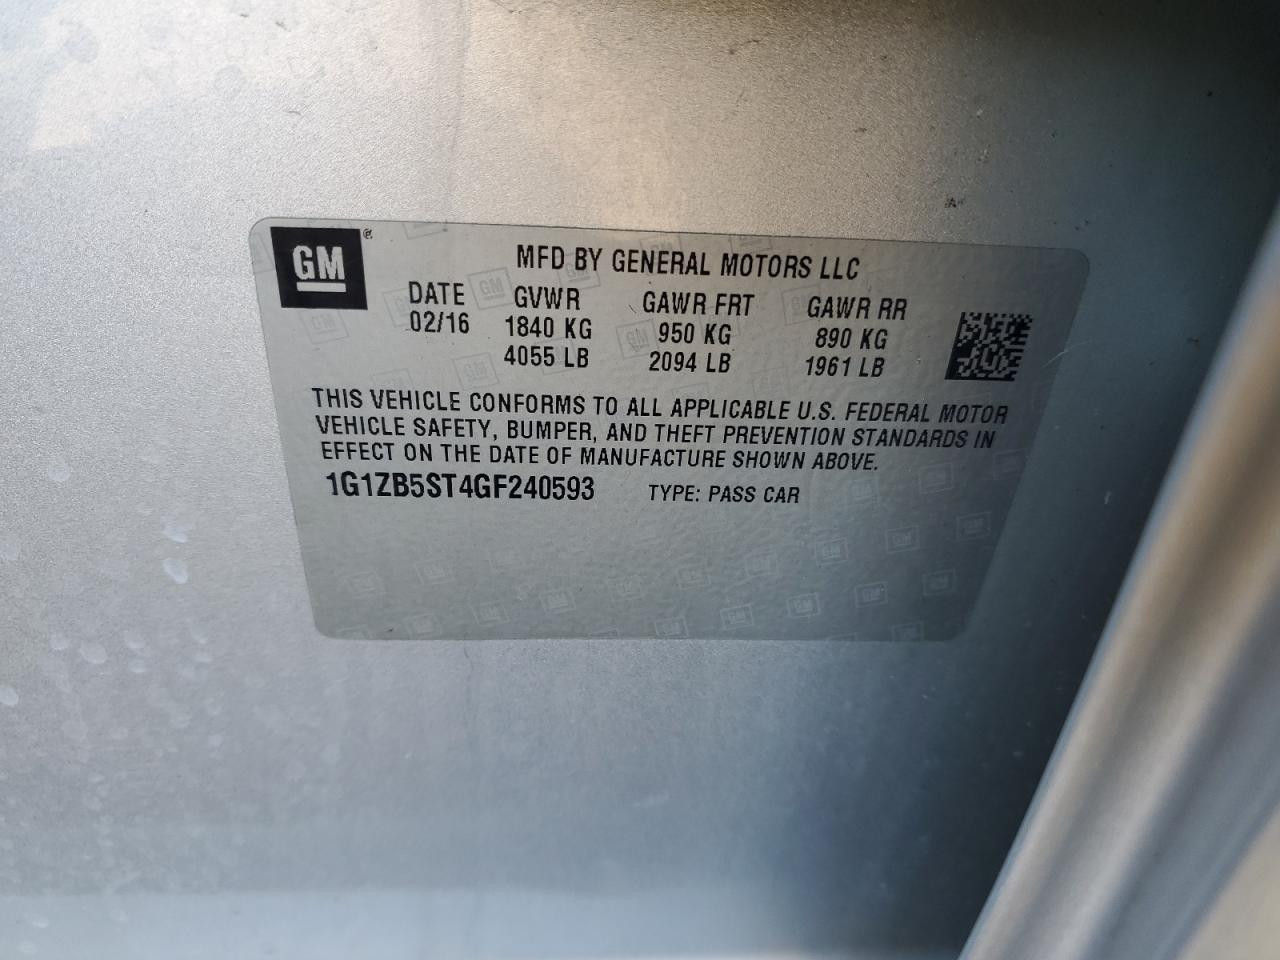 GM ®
MFD BY GENERAL MOTORS LLC
DATE GVWR GAWR FRT GAWR RR
02/16 1840 KG 950 KG 890 KG
4055 LB 2094 LB 1961 LB
THIS VEHICLE CONFORMS TO ALL APPLICABLE U.S. FEDERAL MOTOR
VEHICLE SAFETY, BUMPER, AND THEFT PREVENTION STANDARDS IN
EFFECT ON THE DATE OF MANUFACTURE SHOWN ABOVE.
1G1ZB5ST4GF240593 TYPE: PASS CAR